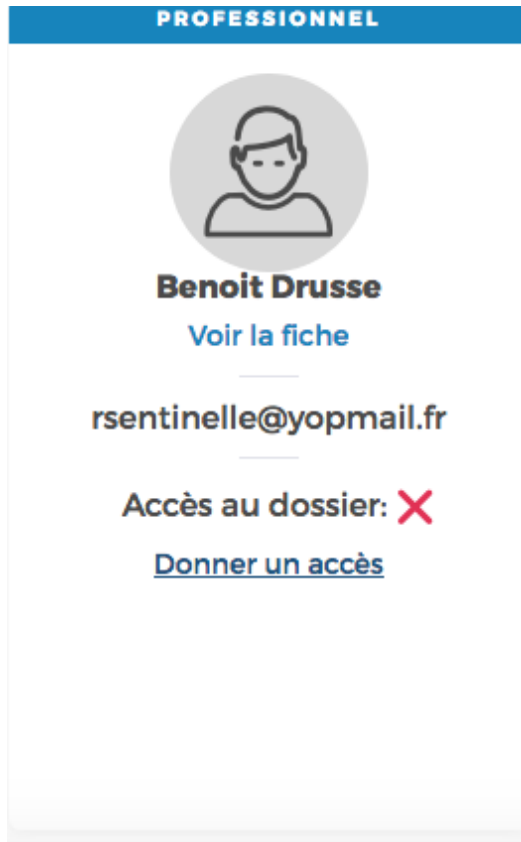 PROFESSIONNEL
Benoit Drusse
Voir la fiche
rsentinelle@yopmail.fr
Accès au dossier: ❌
Donner un accès